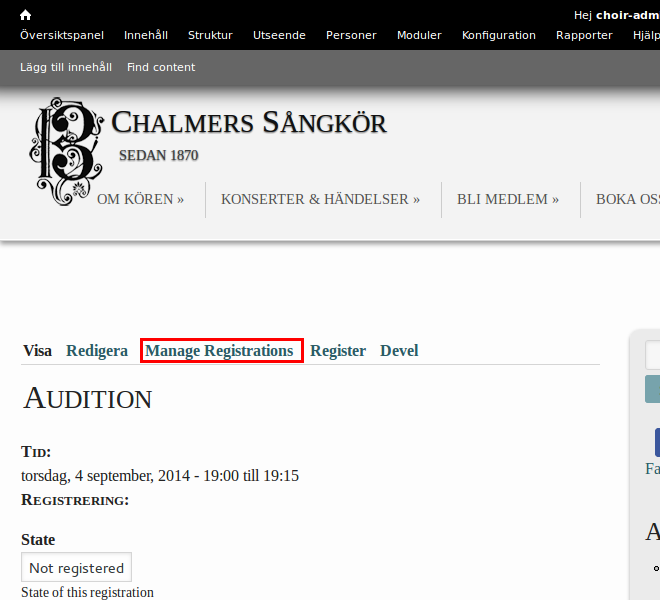 Hej choir-adm
Översiktspanel Innehåll Struktur Utseende Personer Moduler Konfiguration Rapporter Hjälp
Lägg till innehåll Find content
CHALMERS SÅNGKÖR
SEDAN 1870
OM KÖREN » KONSERTER & HÄNDELSER » BLI MEDLEM » BOKA OSS
Visa Redigera Manage Registrations Register Devel
AUDITION
TID:
torsdag, 4 september, 2014 - 19:00 till 19:15
Fa
REGISTRERING:
A
State
Not registered
State of this registration